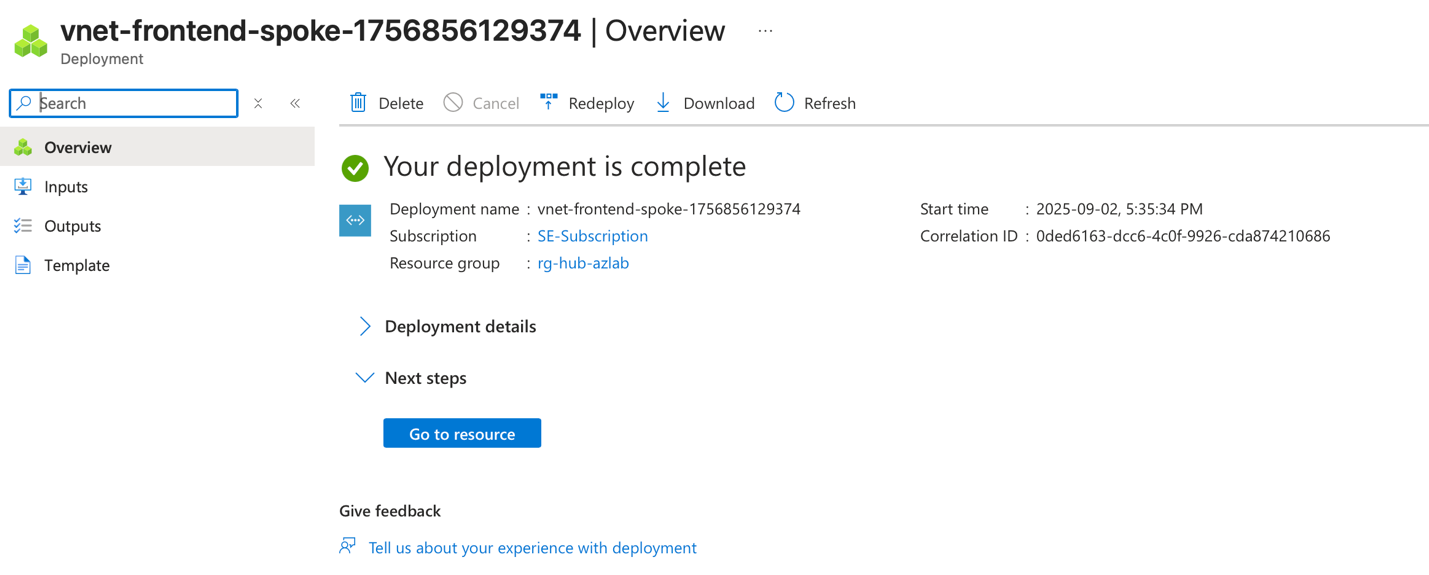 vnet-frontend-spoke-1756856129374 | Overview ...
Deployment
Search
Overview
Inputs
Outputs
Template
Delete Cancel Redeploy Download Refresh
Your deployment is complete
Deployment name : vnet-frontend-spoke-1756856129374
Subscription : SE-Subscription
Resource group : rg-hub-azlab
Start time : 2025-09-02, 5:35:34 PM
Correlation ID : 0ded6163-dcc6-4c0f-9926-cda874210686
Deployment details
Next steps
Go to resource
Give feedback
Tell us about your experience with deployment